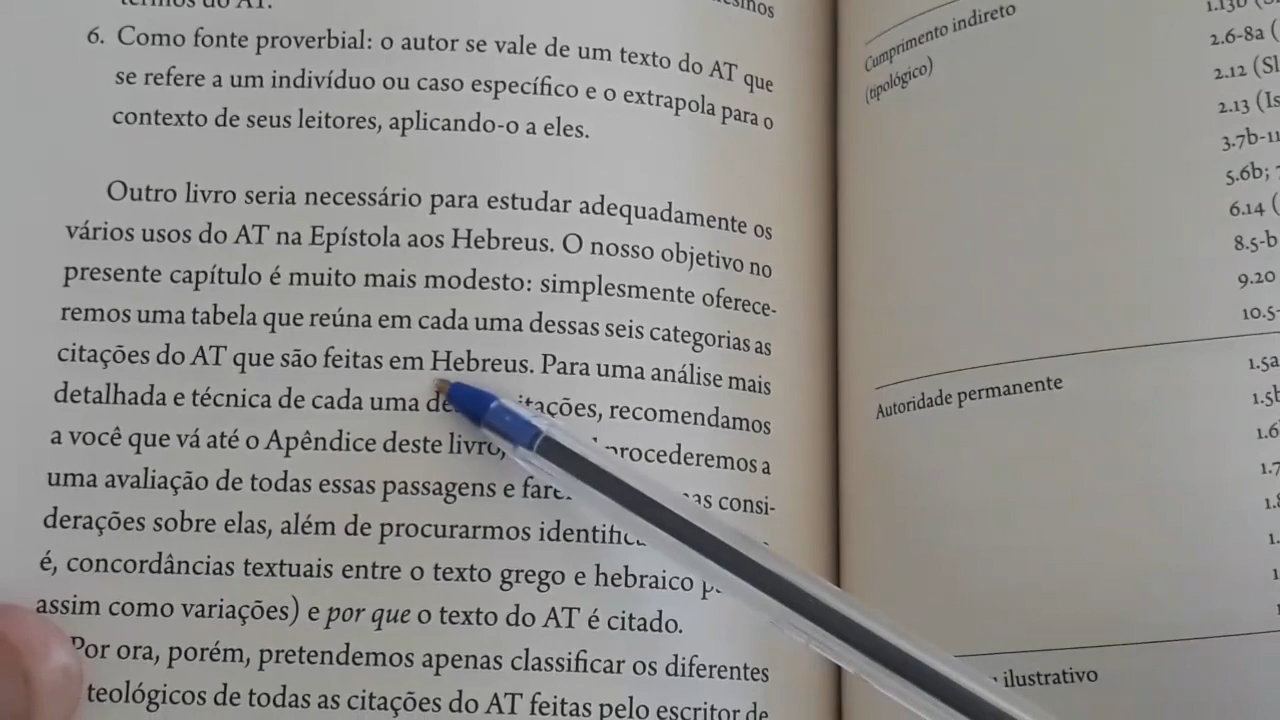 termos do AT.
6. Como fonte proverbial: o autor se vale de um texto do AT que
se refere a um indivíduo ou caso específico e o extrapola para o
contexto de seus leitores, aplicando-o a eles.
Outro livro seria necessário para estudar adequadamente os
vários usos do AT na Epístola aos Hebreus. O nosso objetivo no
presente capítulo é muito mais modesto: simplesmente oferece-
remos uma tabela que reúna em cada uma dessas seis categorias as
citações do AT que são feitas em Hebreus. Para uma análise mais
detalhada e técnica de cada uma itações, recomendamos
a você que vá até o Apêndice deste livro, procederemos a
uma avaliação de todas essas passagens e consi-
derações sobre elas, além de procurarmos
é, concordâncias textuais entre o texto grego e hebraico
assim como variações) e por que o texto do AT é citado.
Por ora, porém, pretendemos apenas classificar os diferentes
teológicos de todas as citações do AT feitas pelo escritor de
Cumprimento indireto
(tipológico)
1.13b
2.6-8a (
2.12 (Sl
2.13 (Is
3.7b-11
5.6b;
6.14 (
8.5-b
9.20
10.5-
Autoridade permanente
1.5a
1.5b
1.6
1.7
1.8
ilustrativo